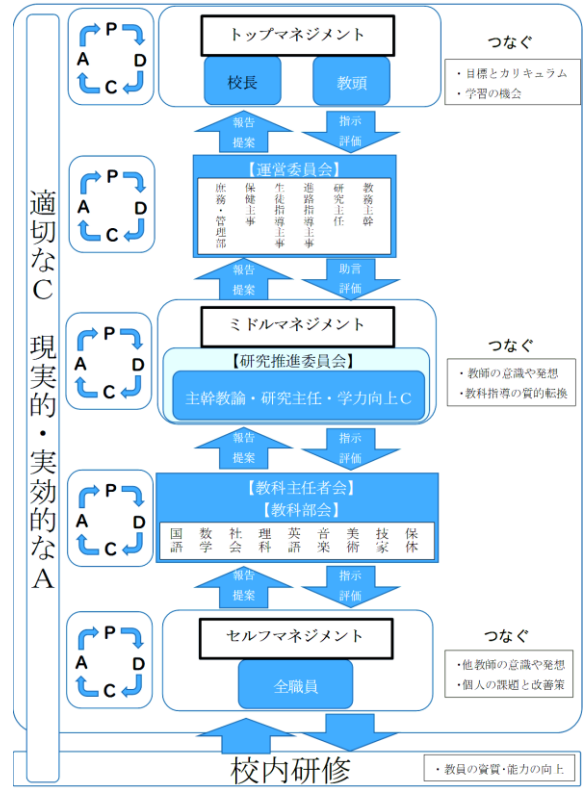 適切なC 現実的・実効的なA
P
D
C
A
トップマネジメント
校長
教頭
つなぐ
・目標とカリキュラム
・学習の機会
報告
提案
指示
評価
P
D
C
A
【運営委員会】
庶務・管理部
保健主事
生徒指導主事
進路指導主事
研究主任
教務主幹
報告
提案
助言
評価
P
D
C
A
ミドルマネジメント
【研究推進委員会】
主幹教諭・研究主任・学力向上C
つなぐ
・教師の意識や発想
・教科指導の質的転換
報告
提案
指示
評価
P
D
C
A
【教科主任者会】
【教科部会】
国語
数学
社会
理科
英語
音楽
美術
技家
保体
報告
提案
指示
評価
P
D
C
A
セルフマネジメント
全職員
つなぐ
・他教師の意識や発想
・個人の課題と改善策
校内研修
・教員の資質・能力の向上